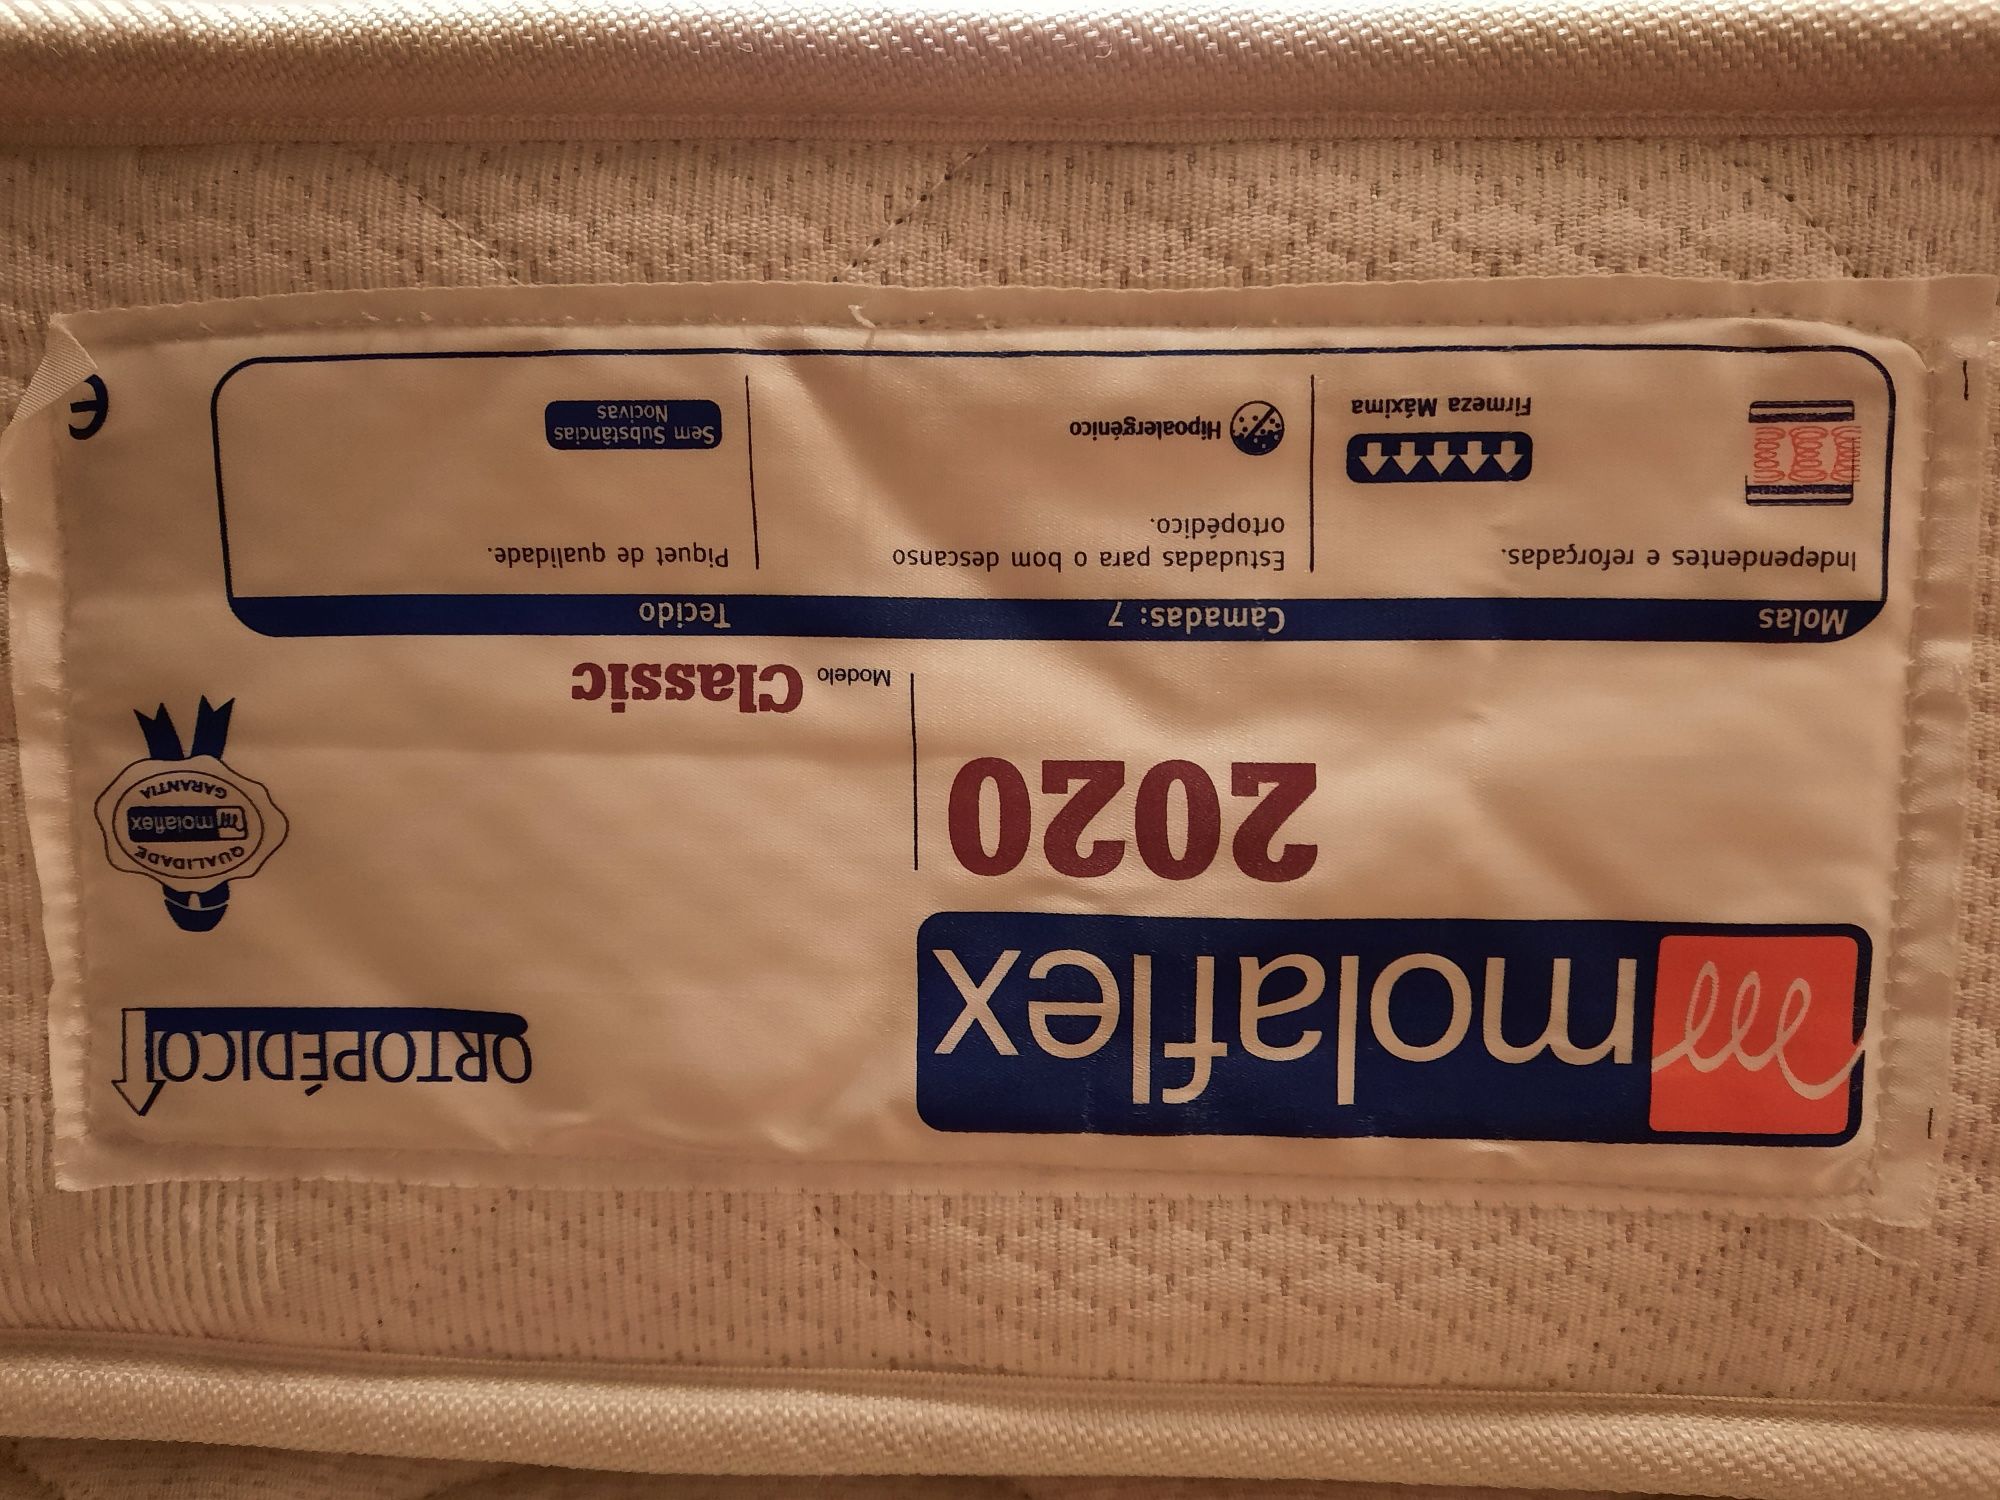 molaflex
ORTOPÉDICO
2020
Modelo Classic
QUALIDADE
molaflex
GARANTIA
Molas
Independentes e reforçadas.
Firmeza Máxima
Camadas: 7
Estudadas para o bom descanso
ortopédico.
Hipoalergénico
Tecido
Piquet de qualidade.
Sem Substâncias
Nocivas